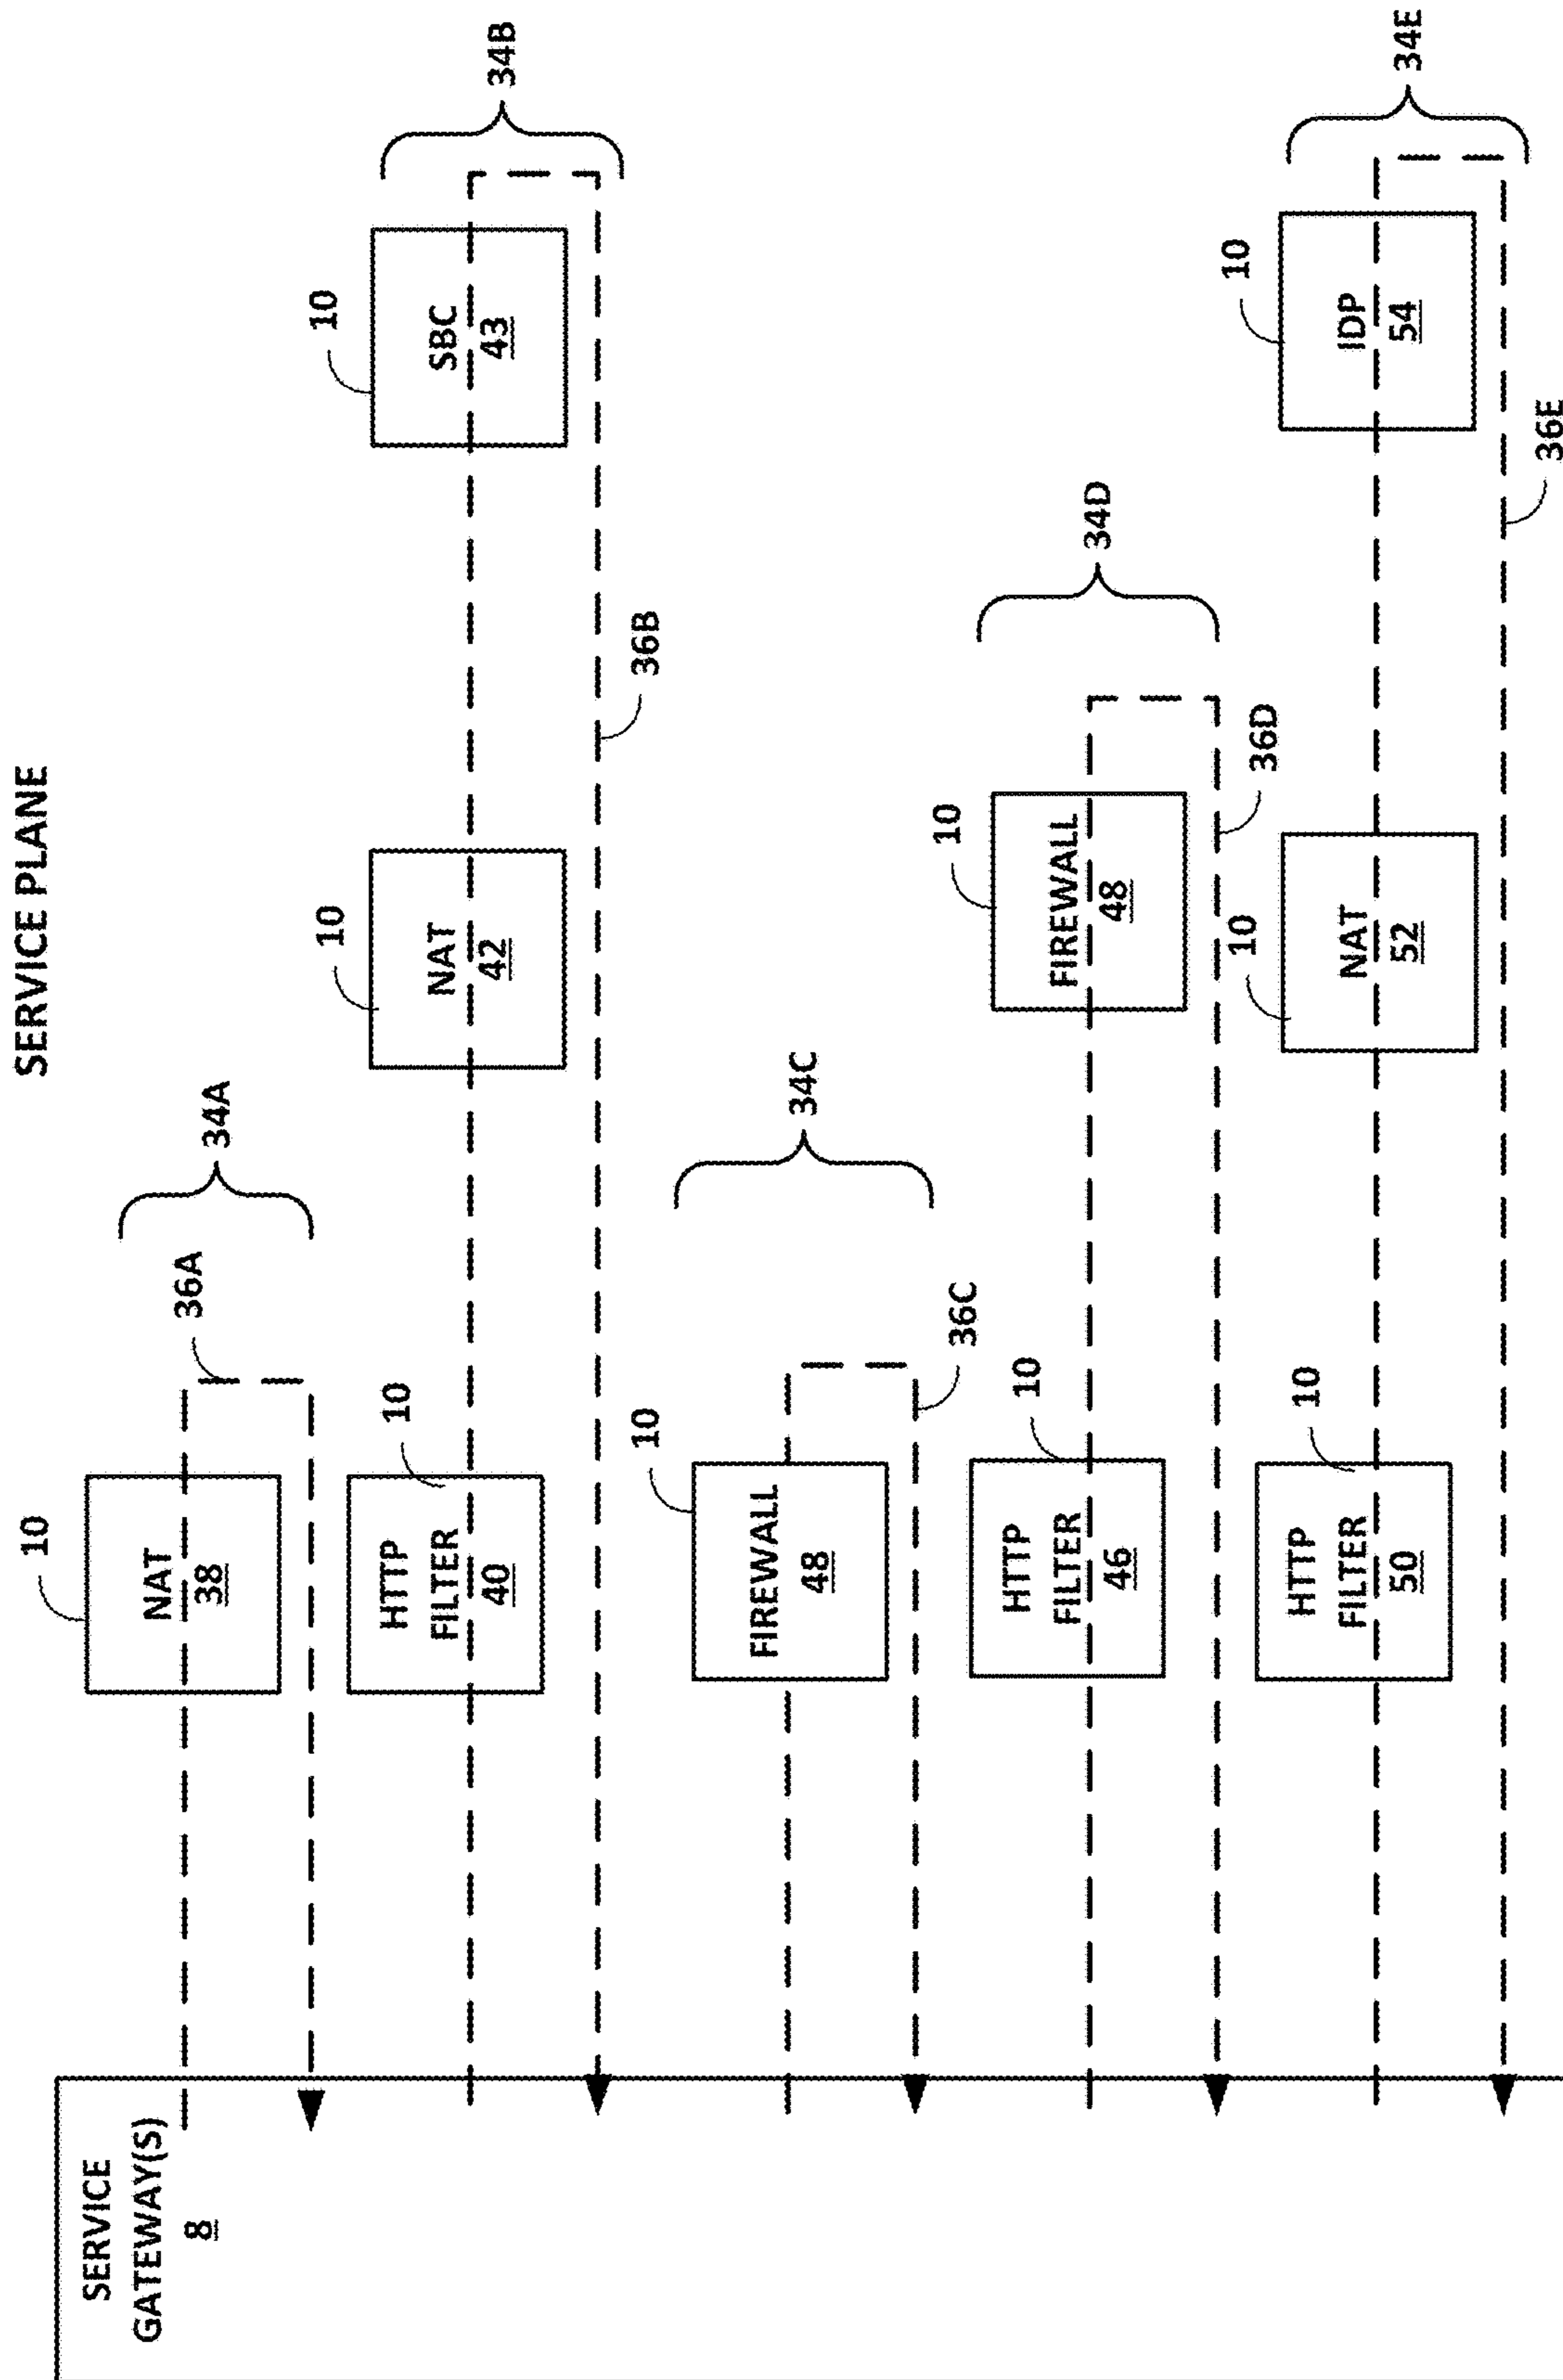 SERVICE PLANE
SERVICE
GATEWAY(S)
8
10
NAT
38
36A
34A
10
HTTP
FILTER
40
10
NAT
42
10
SBC
43
34B
36B
10
FIREWALL
48
36C
34C
10
HTTP
FILTER
46
10
FIREWALL
48
36D
34D
10
HTTP
FILTER
50
10
NAT
52
10
IDP
54
34E
36E